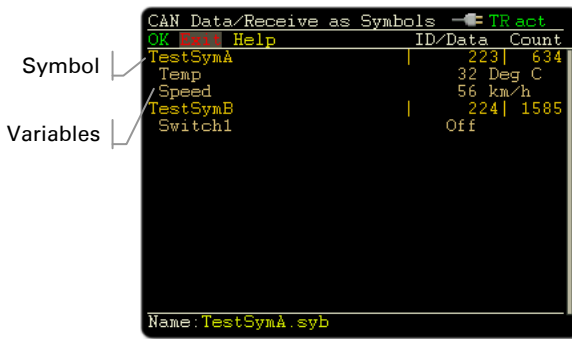 CAN Data/Receive as Symbols TR act
OK Exit Help ID/Data Count
Symbol
TestSymA | 223| 634
Temp 32 Deg C
Speed 56 km/h
Variables
TestSymB | 224| 1585
Switch1 Off
Name:TestSymA.syb